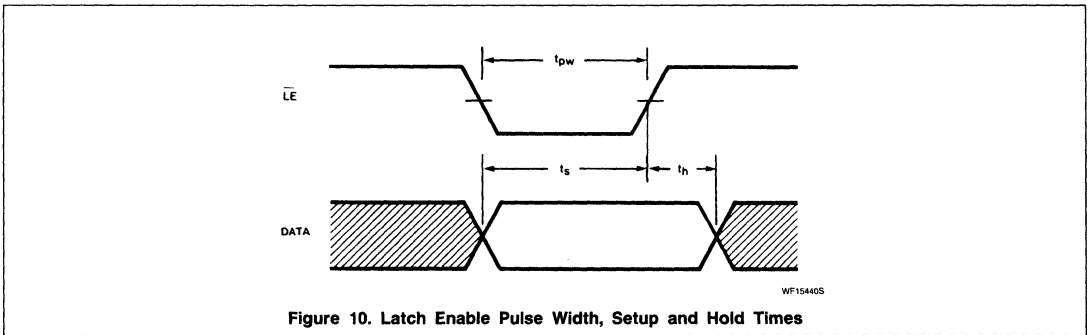 tpw
LE
ts
th
DATA
WF15440S
Figure 10. Latch Enable Pulse Width, Setup and Hold Times